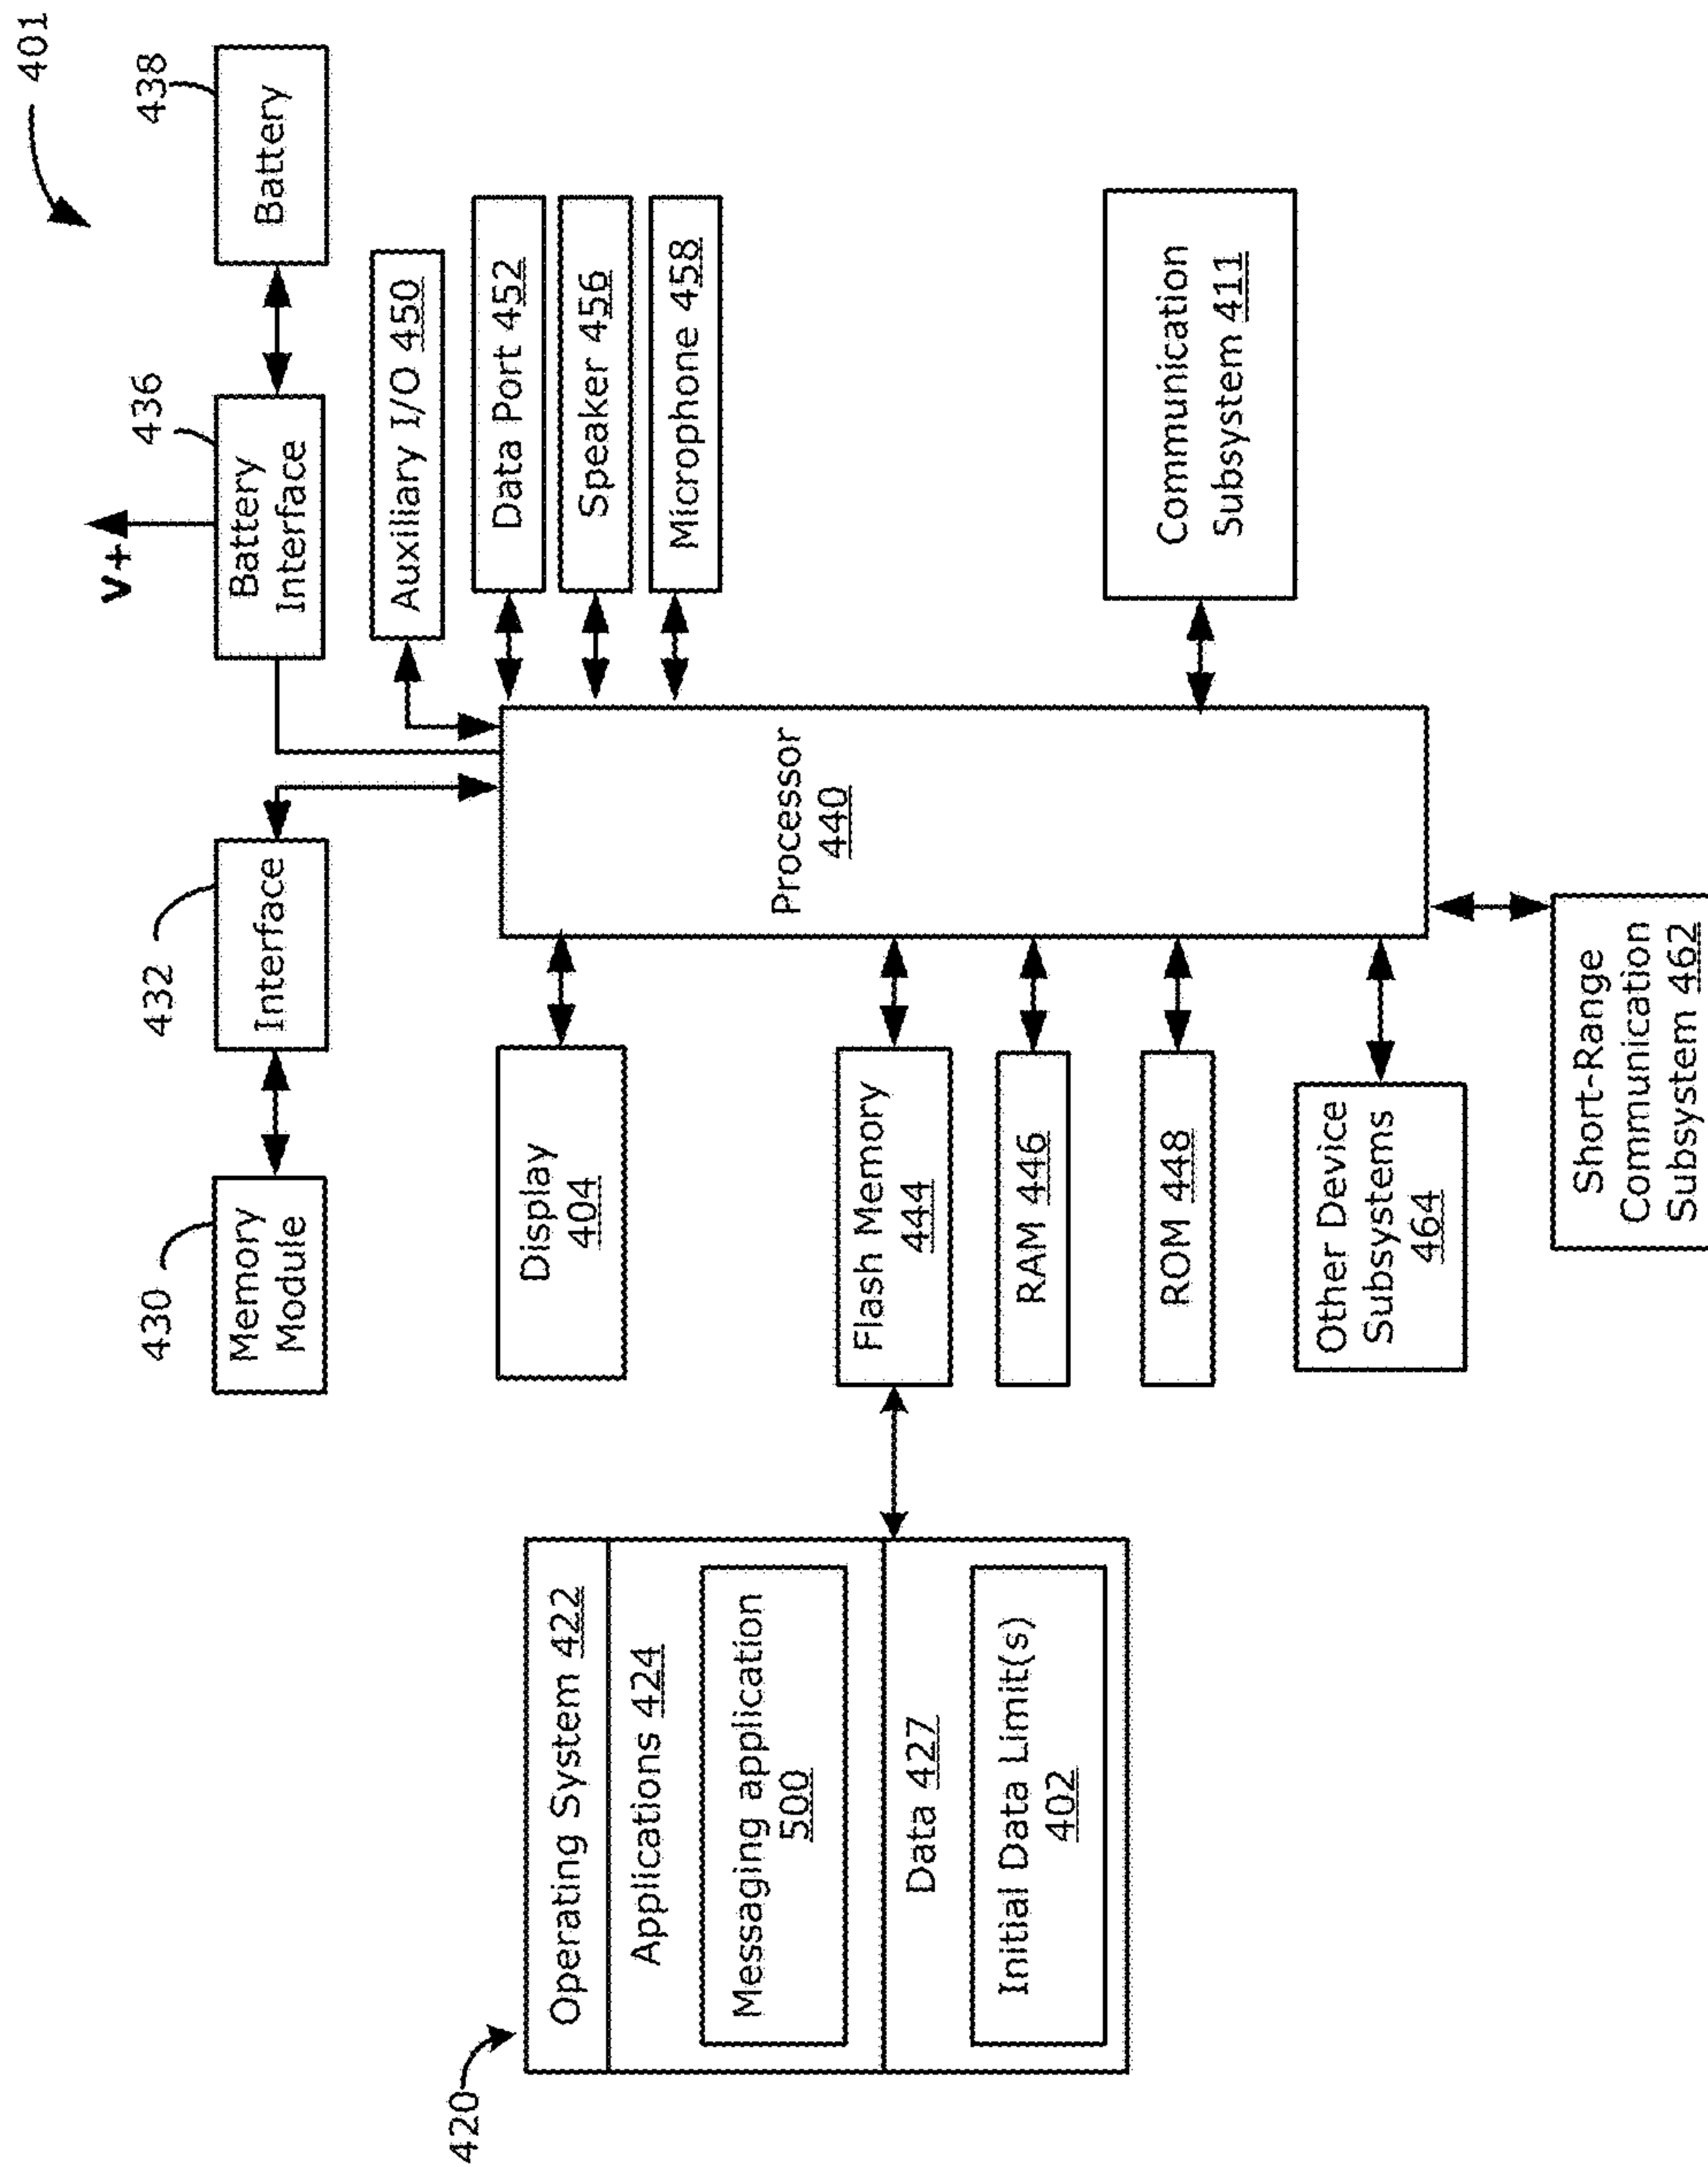 401
430
Memory
Module
432
Interface
V+
436
Battery
Interface
438
Battery
Auxiliary I/O 450
Data Port 452
Speaker 456
Microphone 458
Communication
Subsystem 411
Processor
440
Display
404
Flash Memory
444
RAM 446
ROM 448
Other Device
Subsystems
464
Short-Range
Communication
Subsystem 462
420
Operating System 422
Applications 424
Messaging application
500
Data 427
Initial Data Limit(s)
402